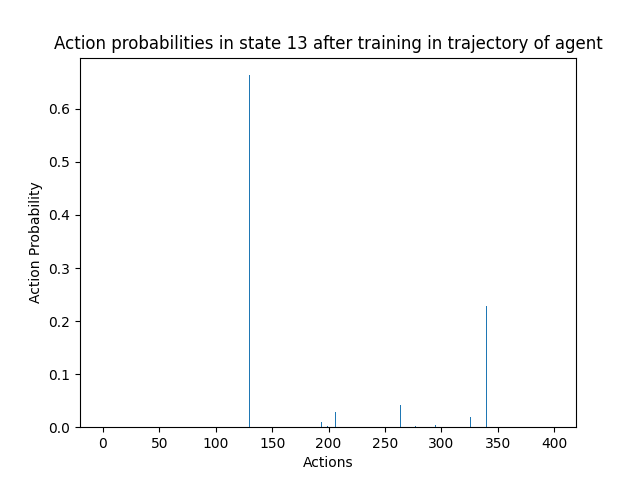 Action probabilities in state 13 after training in trajectory of agent
Action Probability
0.6
0.5
0.4
0.3
0.2
0.1
0.0
0 50 100 150 200 250 300 350 400
Actions